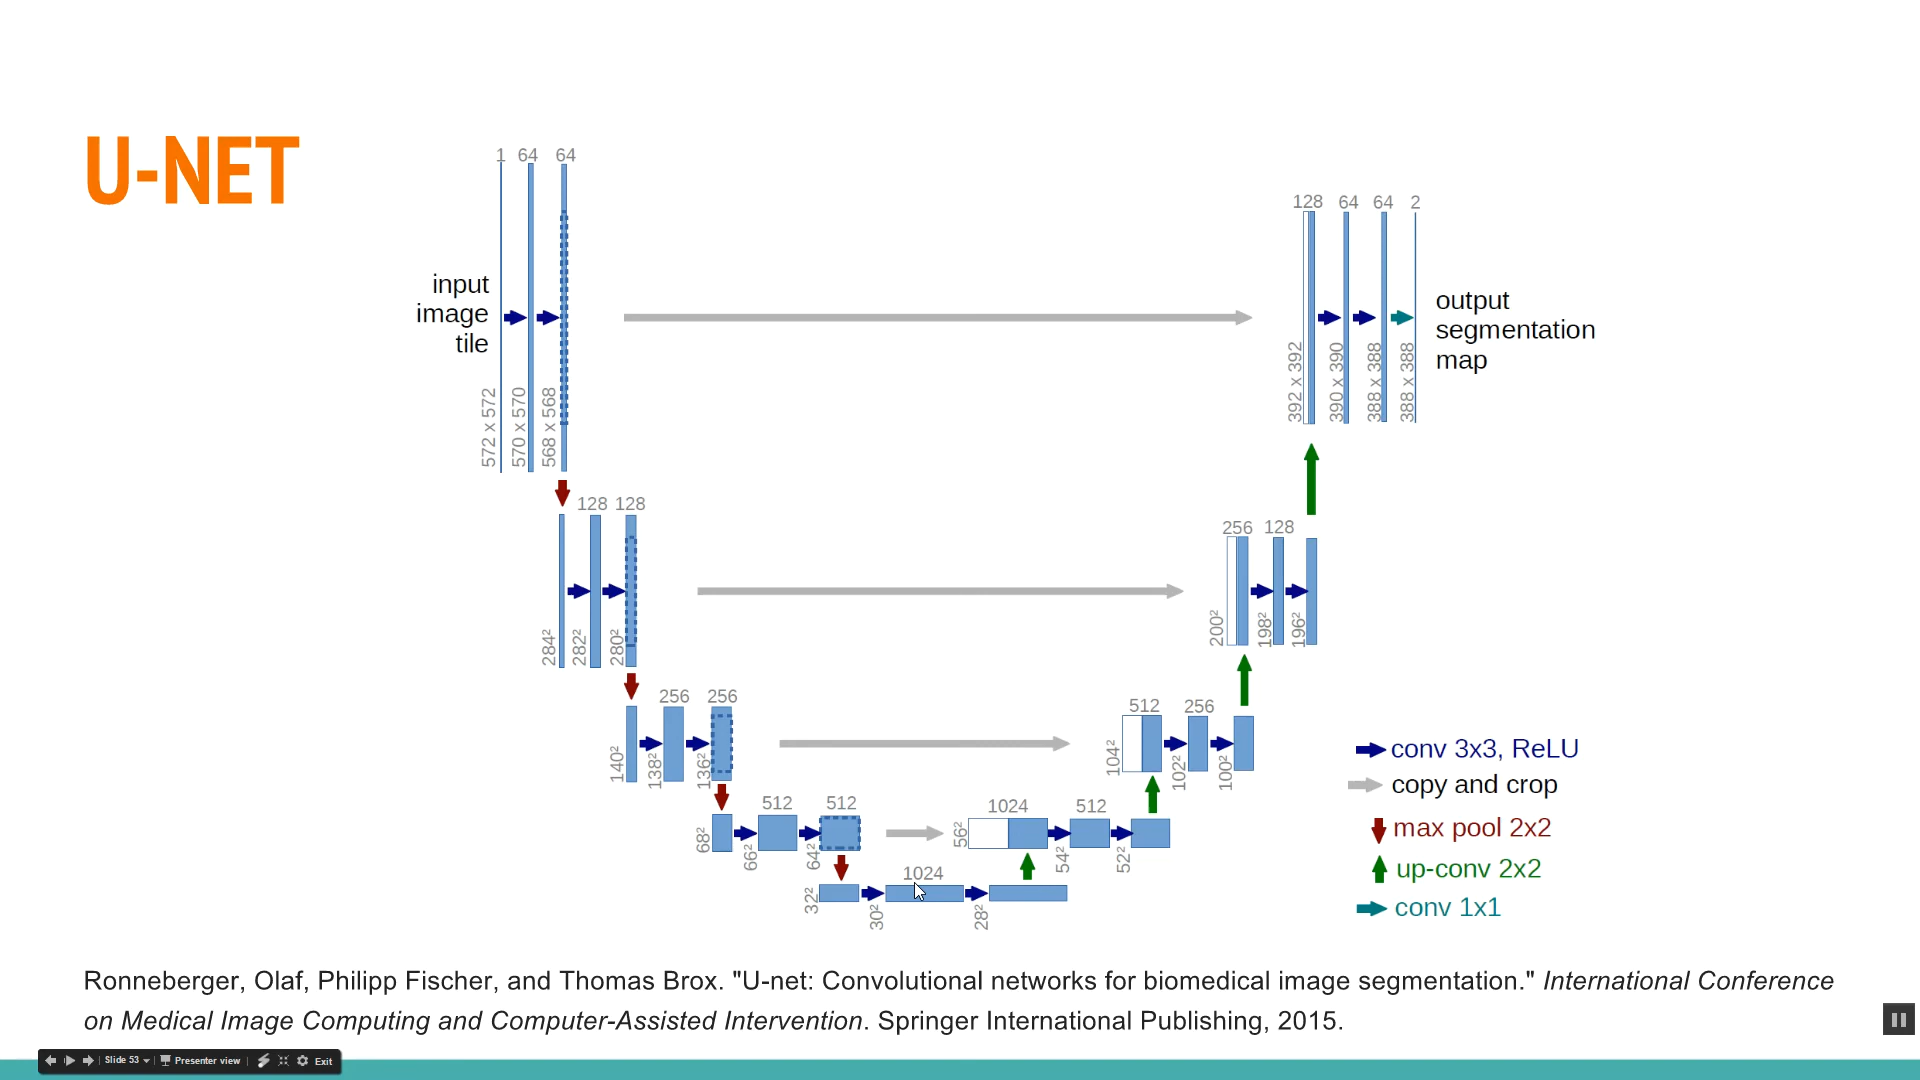 U-NET
1 64 64
input
image
tile
572 x 572
570 x 570
568 x 568
128 64 64 2
output
segmentation
map
392 x 392
390 x 390
388 x 388
388 x 388
128 128
284²
282²
280²
256 128
200²
198²
196²
256 256
140²
138²
136²
512 256
104²
102²
100²
512 512
68²
66²
64²
1024 512
56²
54²
52²
1024
32²
30²
28²
conv 3x3, ReLU
copy and crop
max pool 2x2
up-conv 2x2
conv 1x1
Ronneberger, Olaf, Philipp Fischer, and Thomas Brox. "U-net: Convolutional networks for biomedical image segmentation." International Conference
on Medical Image Computing and Computer-Assisted Intervention. Springer International Publishing, 2015.
Slide 53 Presenter view Exit